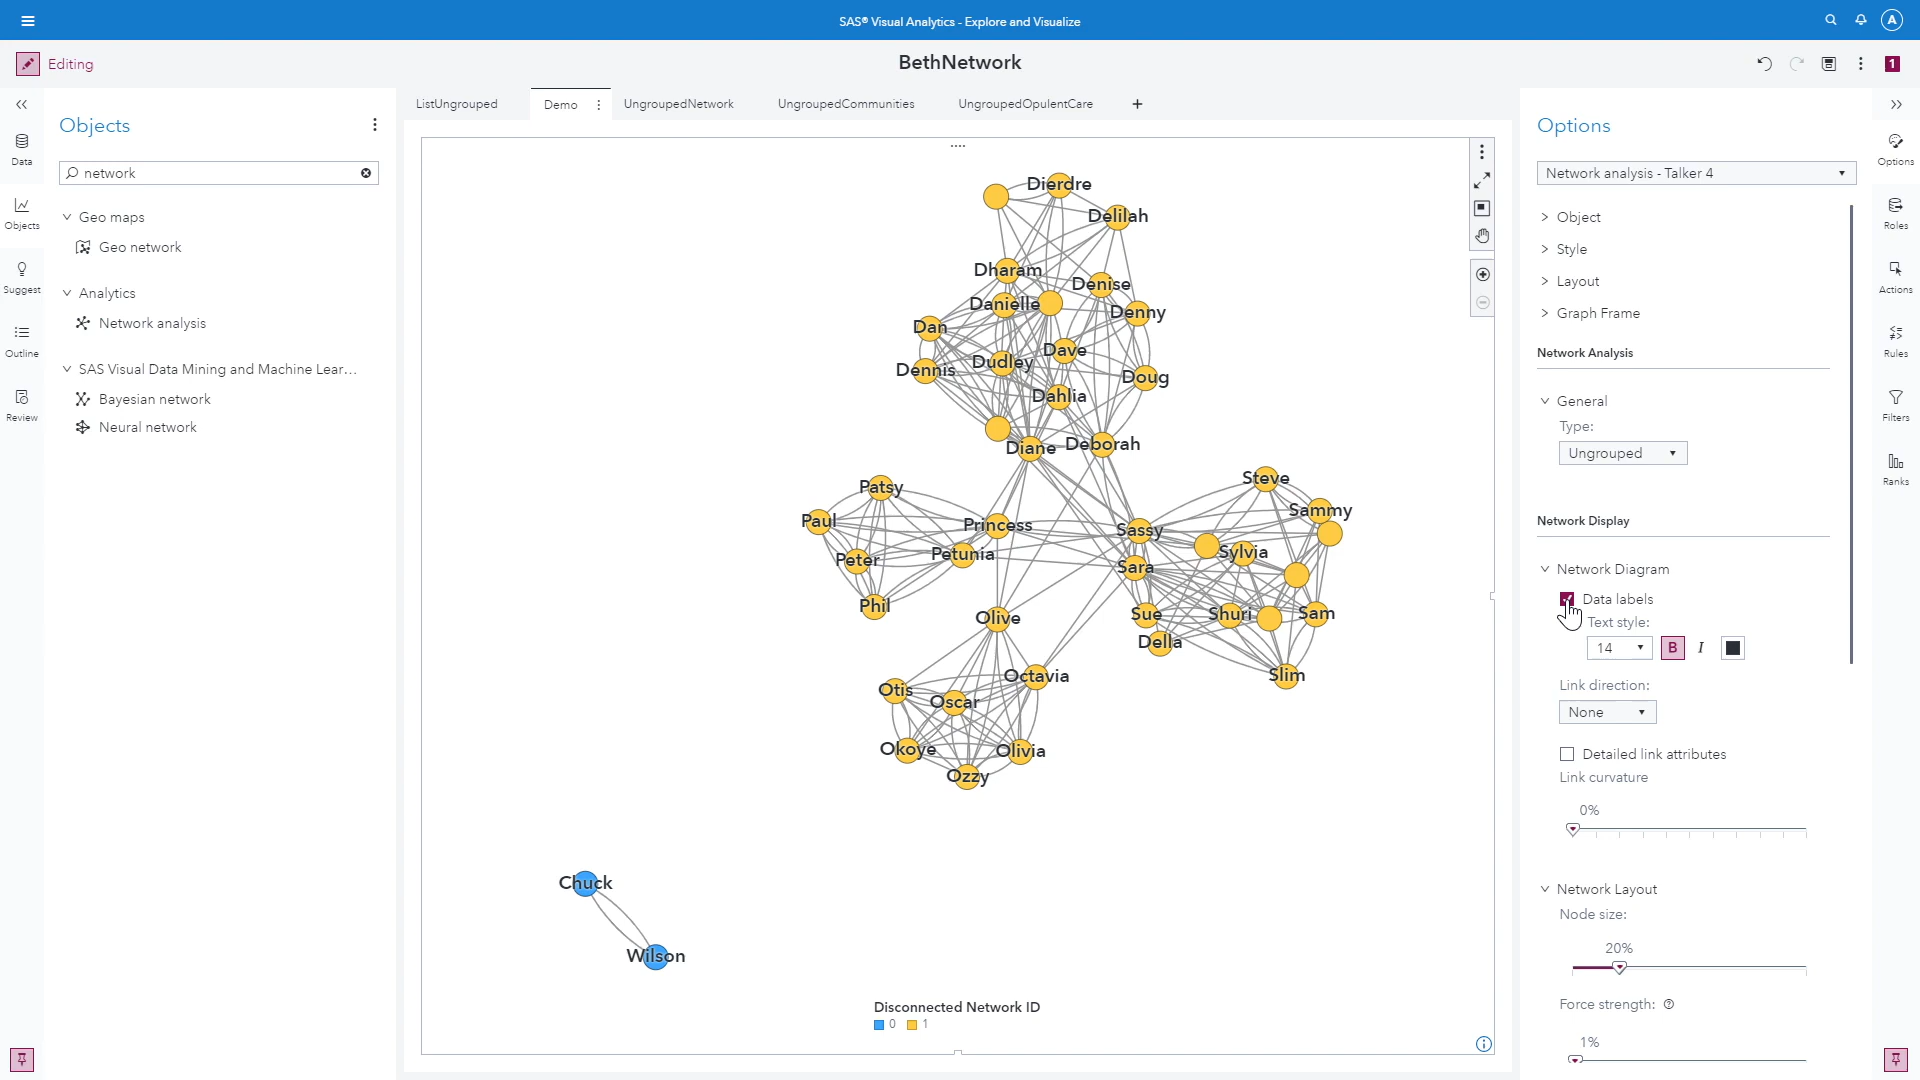 SAS® Visual Analytics - Explore and Visualize
A
Editing
BethNetwork
1
ListUngrouped
Demo
UngroupedNetwork
UngroupedCommunities
UngroupedOpulentCare
Data
Objects
Suggest
Outline
Review
Objects
network
Geo maps
Geo network
Analytics
Network analysis
SAS Visual Data Mining and Machine Lear...
Bayesian network
Neural network
Dierdre
Delilah
Dharam
Denise
Danielle
Denny
Dan
Dave
Dudley
Dennis
Doug
Dahlia
Diane
Deborah
Steve
Patsy
Sammy
Paul
Princess
Sassy
Sylvia
Petunia
Peter
Sara
Phil
Sue
Shuri
Sam
Olive
Della
Octavia
Slim
Otis
Oscar
Okoye
Olivia
Ozzy
Chuck
Wilson
Disconnected Network ID
0
1
Options
Network analysis - Talker 4
Object
Style
Layout
Graph Frame
Network Analysis
General
Type:
Ungrouped
Network Display
Network Diagram
Data labels
Text style:
14
B
I
Link direction:
None
Detailed link attributes
Link curvature
0%
Network Layout
Node size:
20%
Force strength:
1%
Options
Roles
Actions
Rules
Filters
Ranks